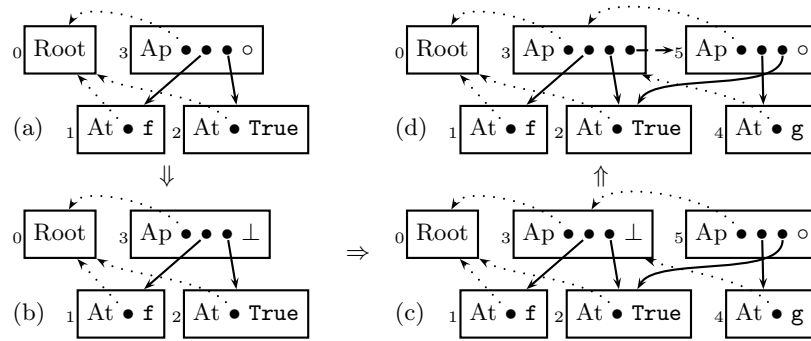 0 Root 3 Ap • • • ○
(a) 1 At • f 2 At • True
0 Root 3 Ap • • • • 5 Ap • • • ○
(d) 1 At • f 2 At • True 4 At • g
⇓ ⇑
0 Root 3 Ap • • • ⊥
(b) 1 At • f 2 At • True
⇒
0 Root 3 Ap • • • ⊥ 5 Ap • • • ○
(c) 1 At • f 2 At • True 4 At • g